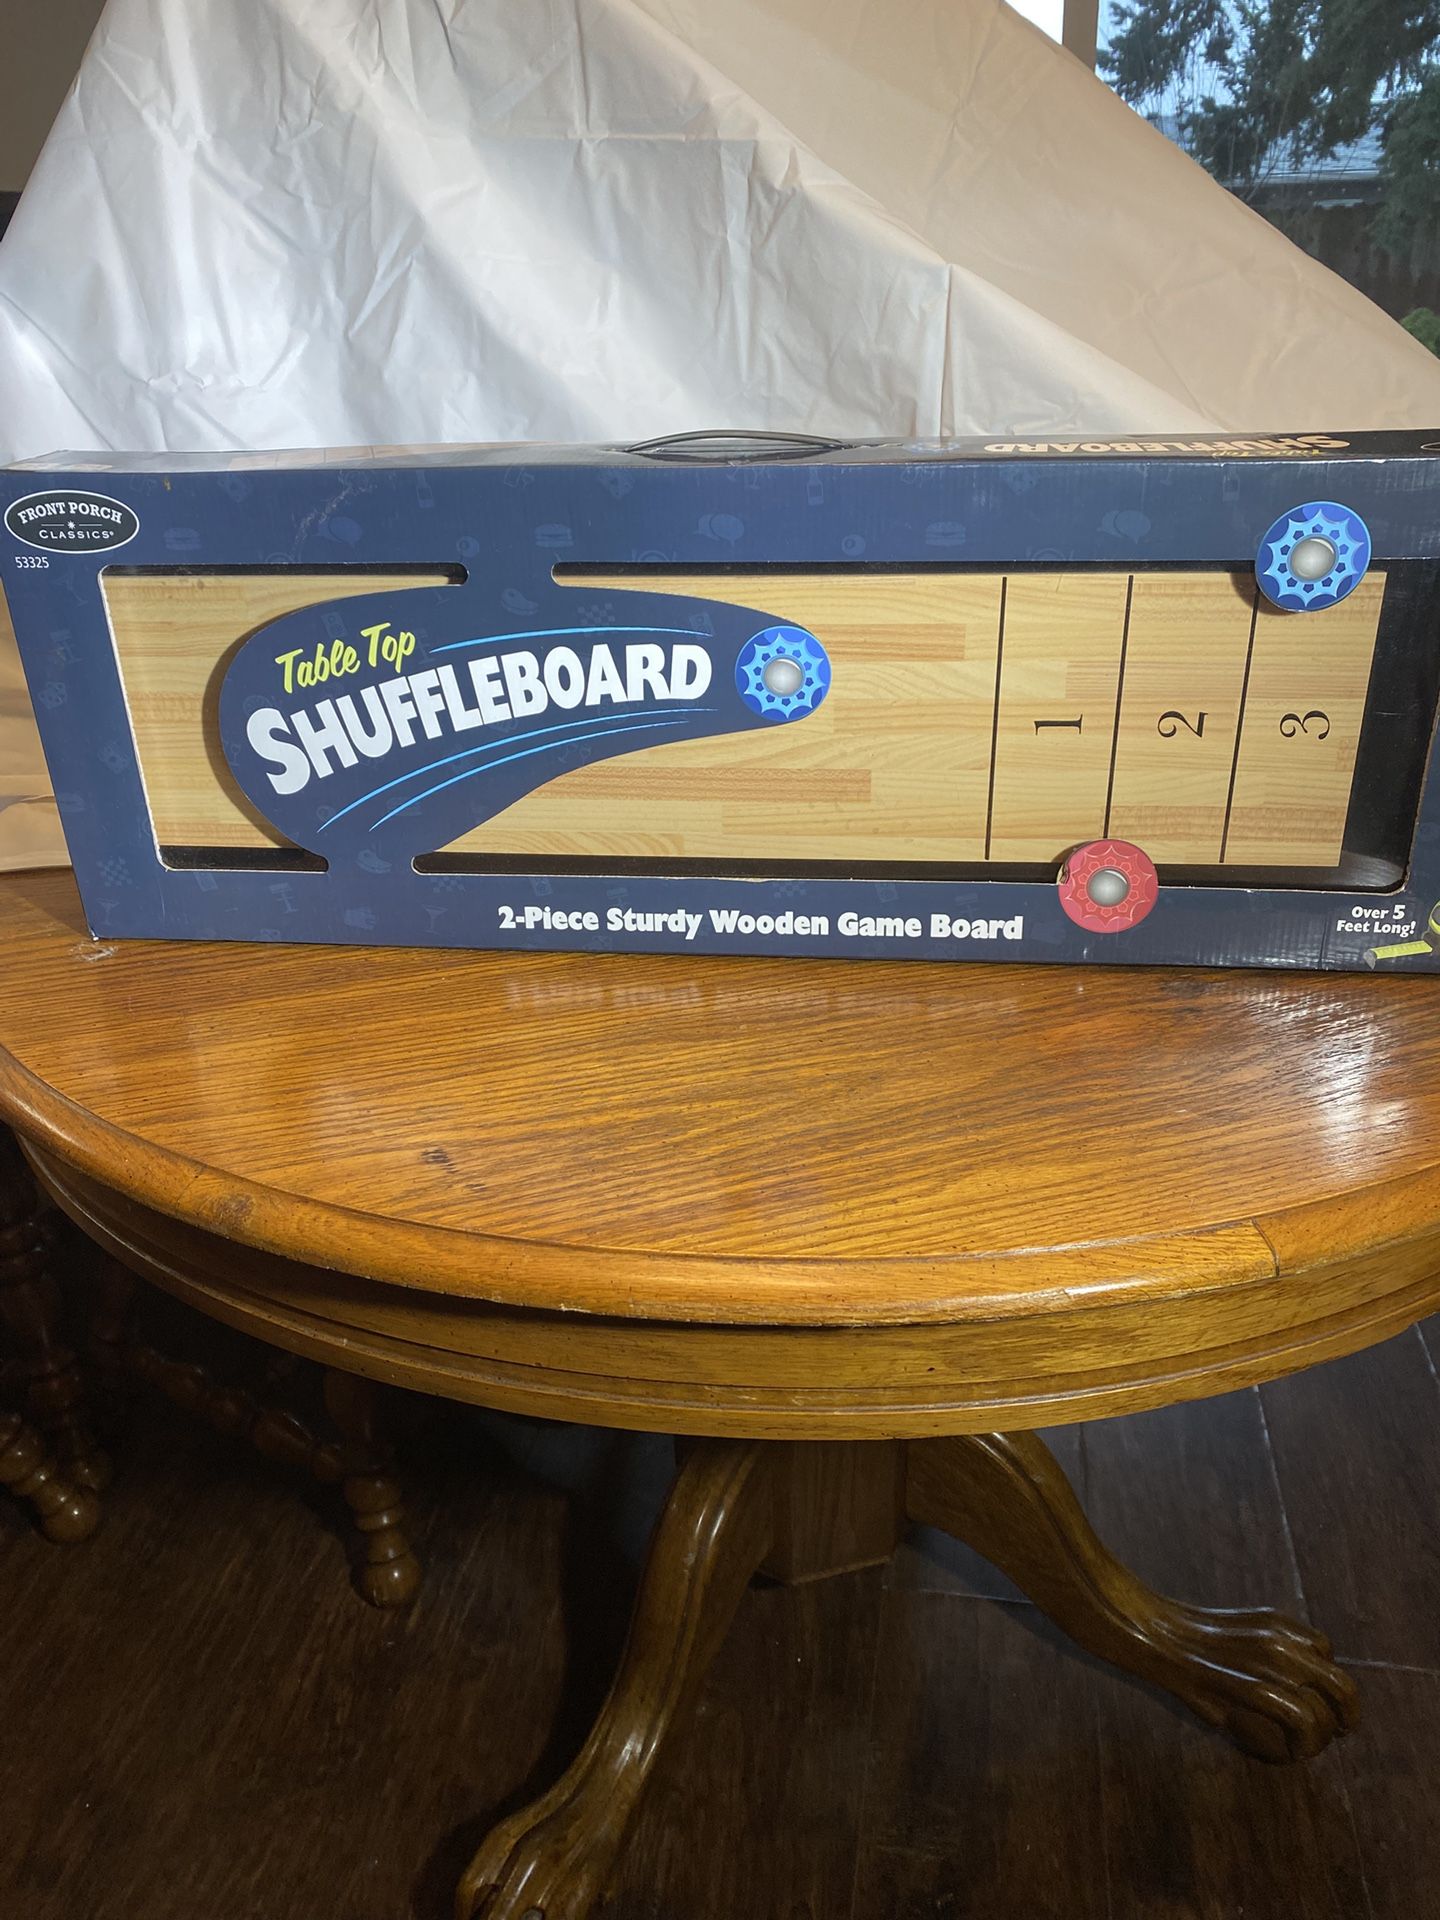 SHUFFLEBOARD
FRONT PORCH
CLASSICS®
53325
Table Top
SHUFFLEBOARD
1 2 3
2-Piece Sturdy Wooden Game Board
Over 5
Feet Long!